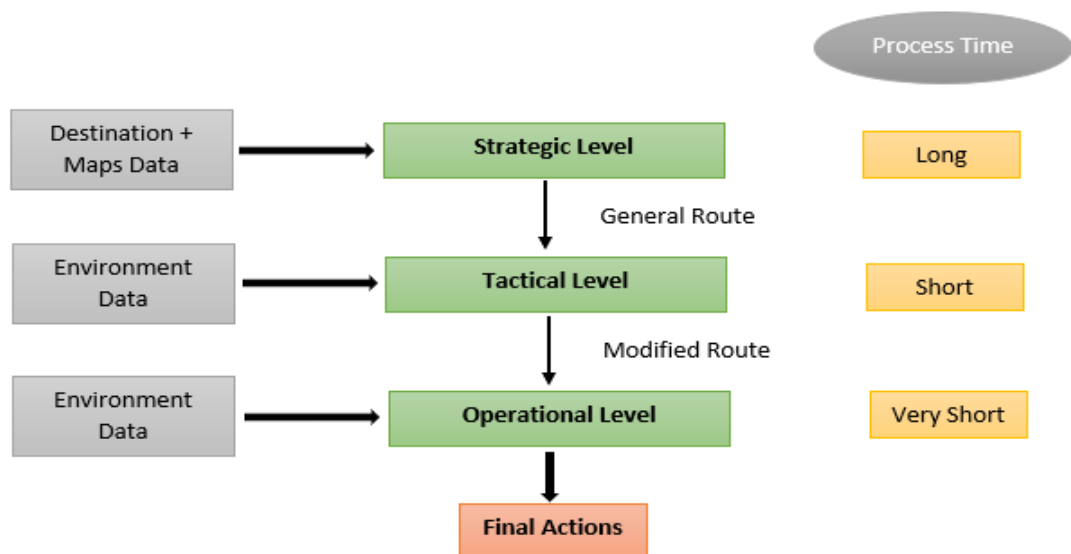 Process Time
Destination +
Maps Data
Strategic Level
Long
General Route
Environment
Data
Tactical Level
Short
Modified Route
Environment
Data
Operational Level
Very Short
Final Actions